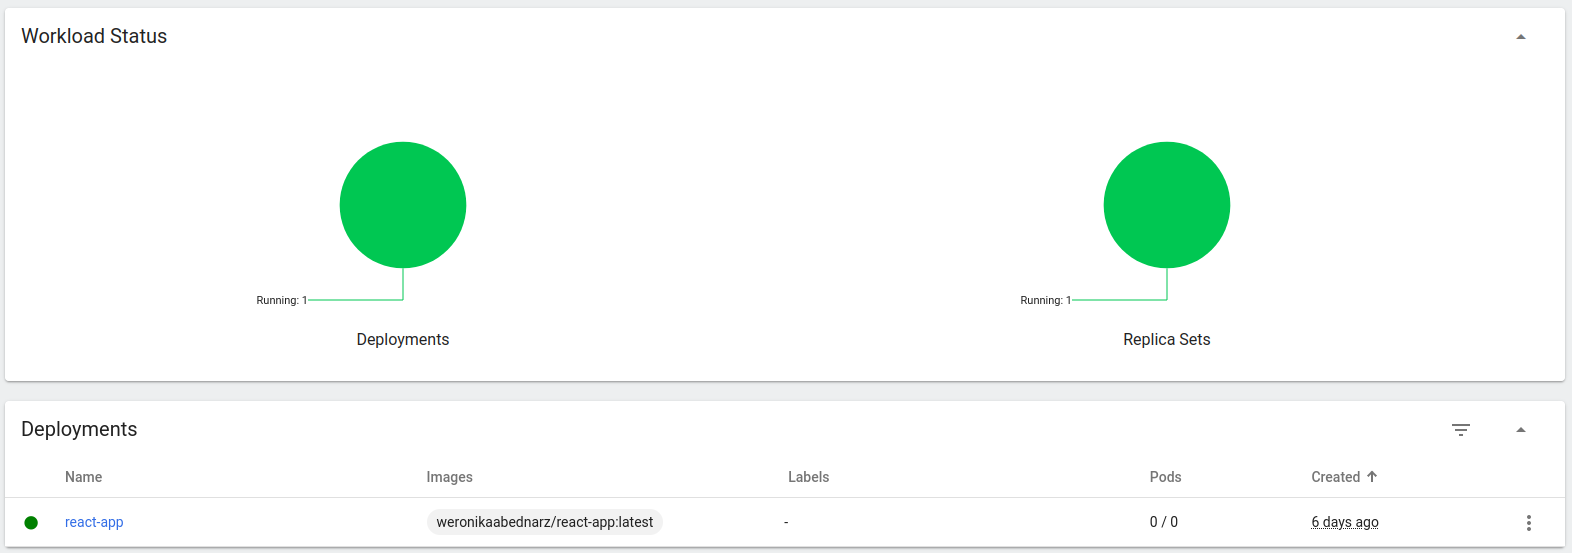 Workload Status
Running: 1
Running: 1
Deployments
Replica Sets
Deployments
Name Images Labels Pods Created
react-app weronikaabednarz/react-app:latest - 0 / 0 6 days ago